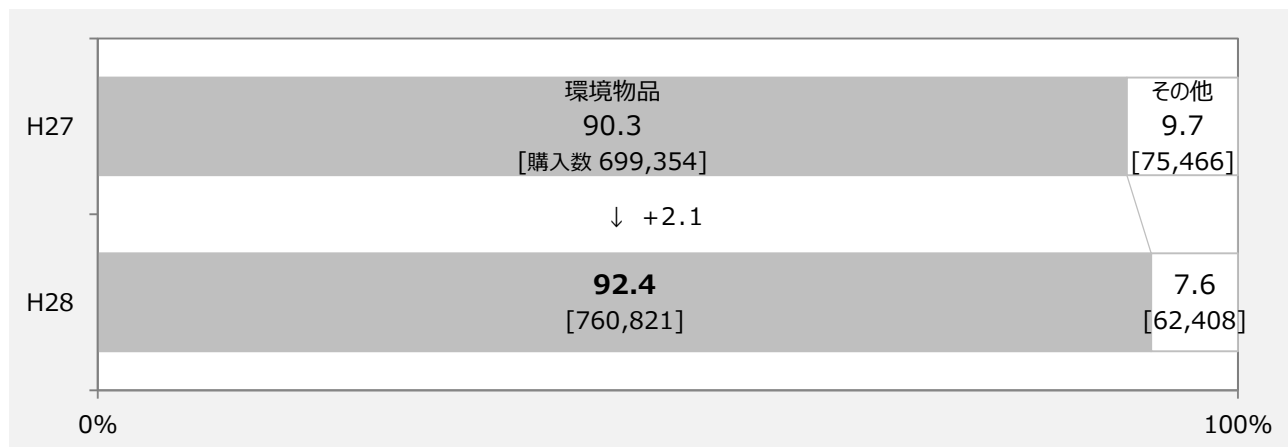 環境物品
その他
H27
90.3
9.7
[購入数 699,354]
[75,466]
↓ +2.1
H28
92.4
7.6
[760,821]
[62,408]
0%
100%